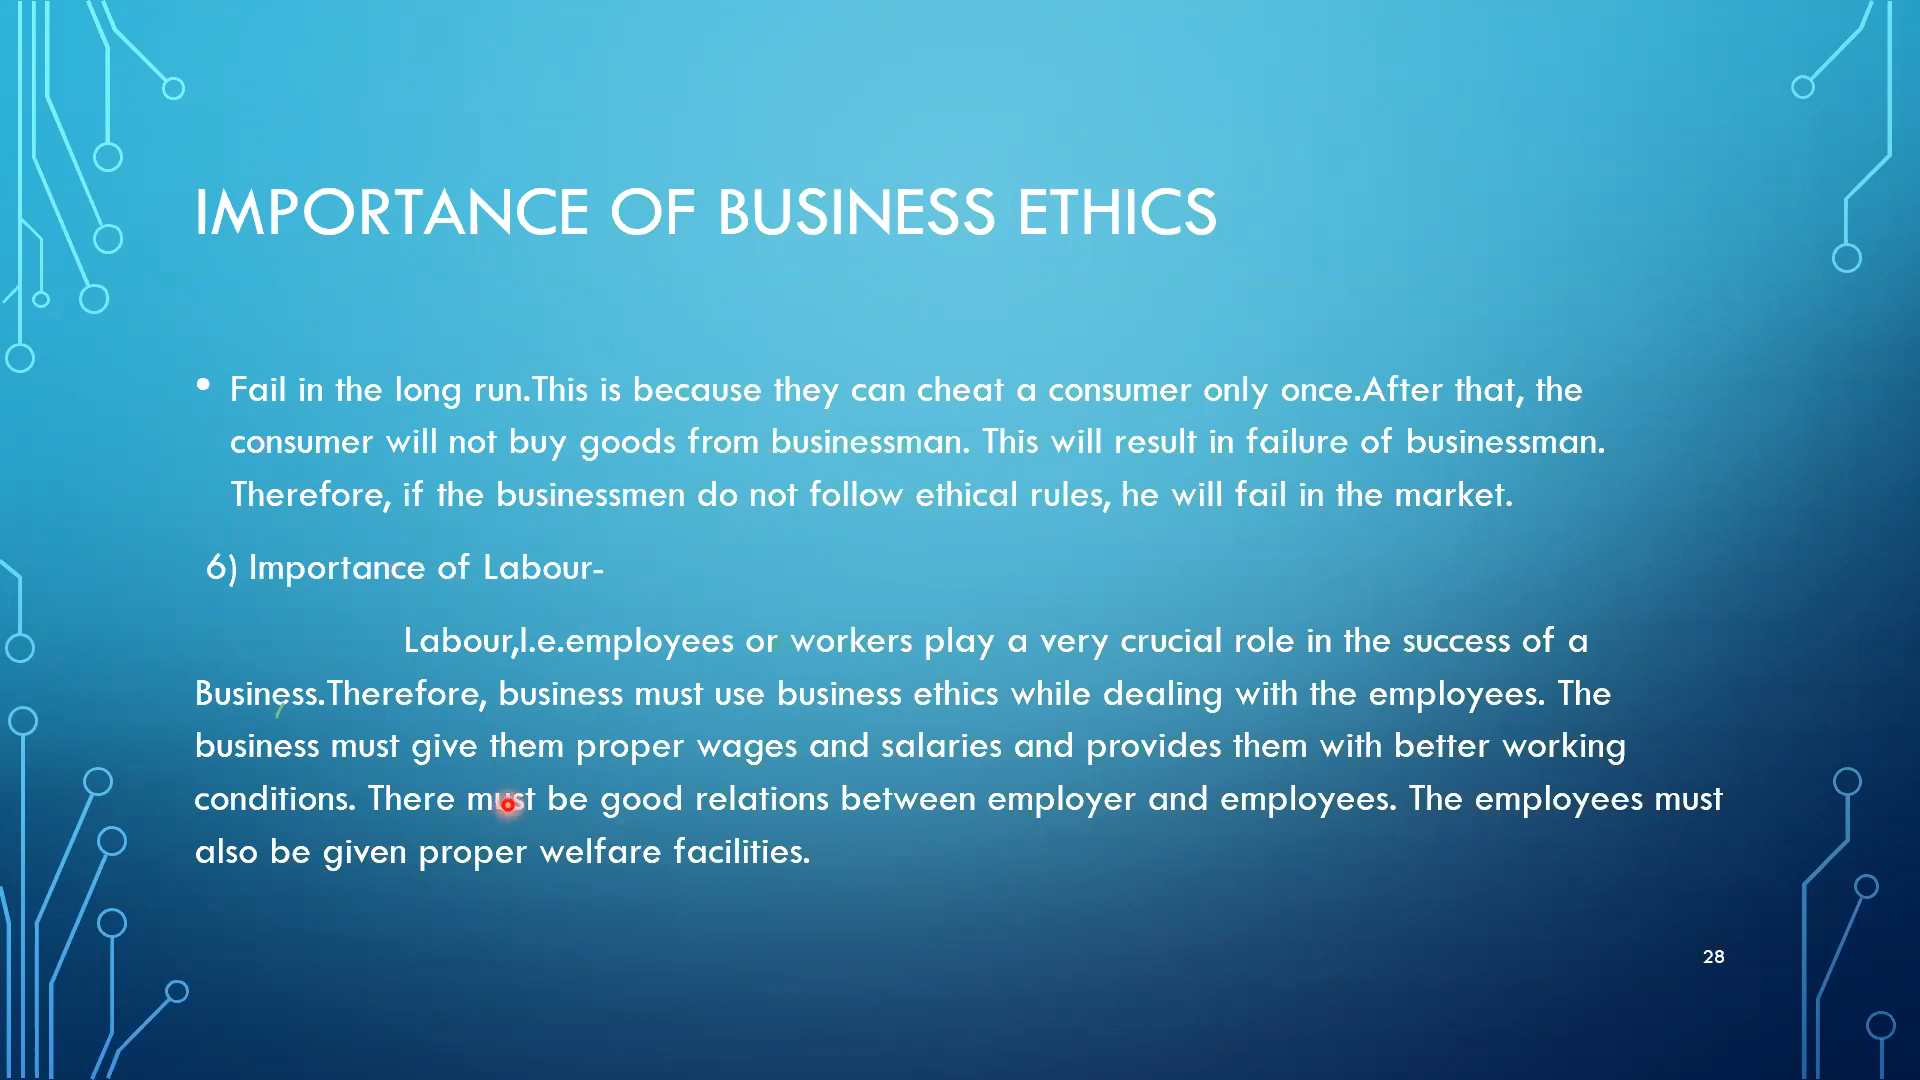 IMPORTANCE OF BUSINESS ETHICS
• Fail in the long run.This is because they can cheat a consumer only once.After that, the
consumer will not buy goods from businessman. This will result in failure of businessman.
Therefore, if the businessmen do not follow ethical rules, he will fail in the market.
6) Importance of Labour-
Labour,I.e.employees or workers play a very crucial role in the success of a
Business.Therefore, business must use business ethics while dealing with the employees. The
business must give them proper wages and salaries and provides them with better working
conditions. There must be good relations between employer and employees. The employees must
also be given proper welfare facilities.
28